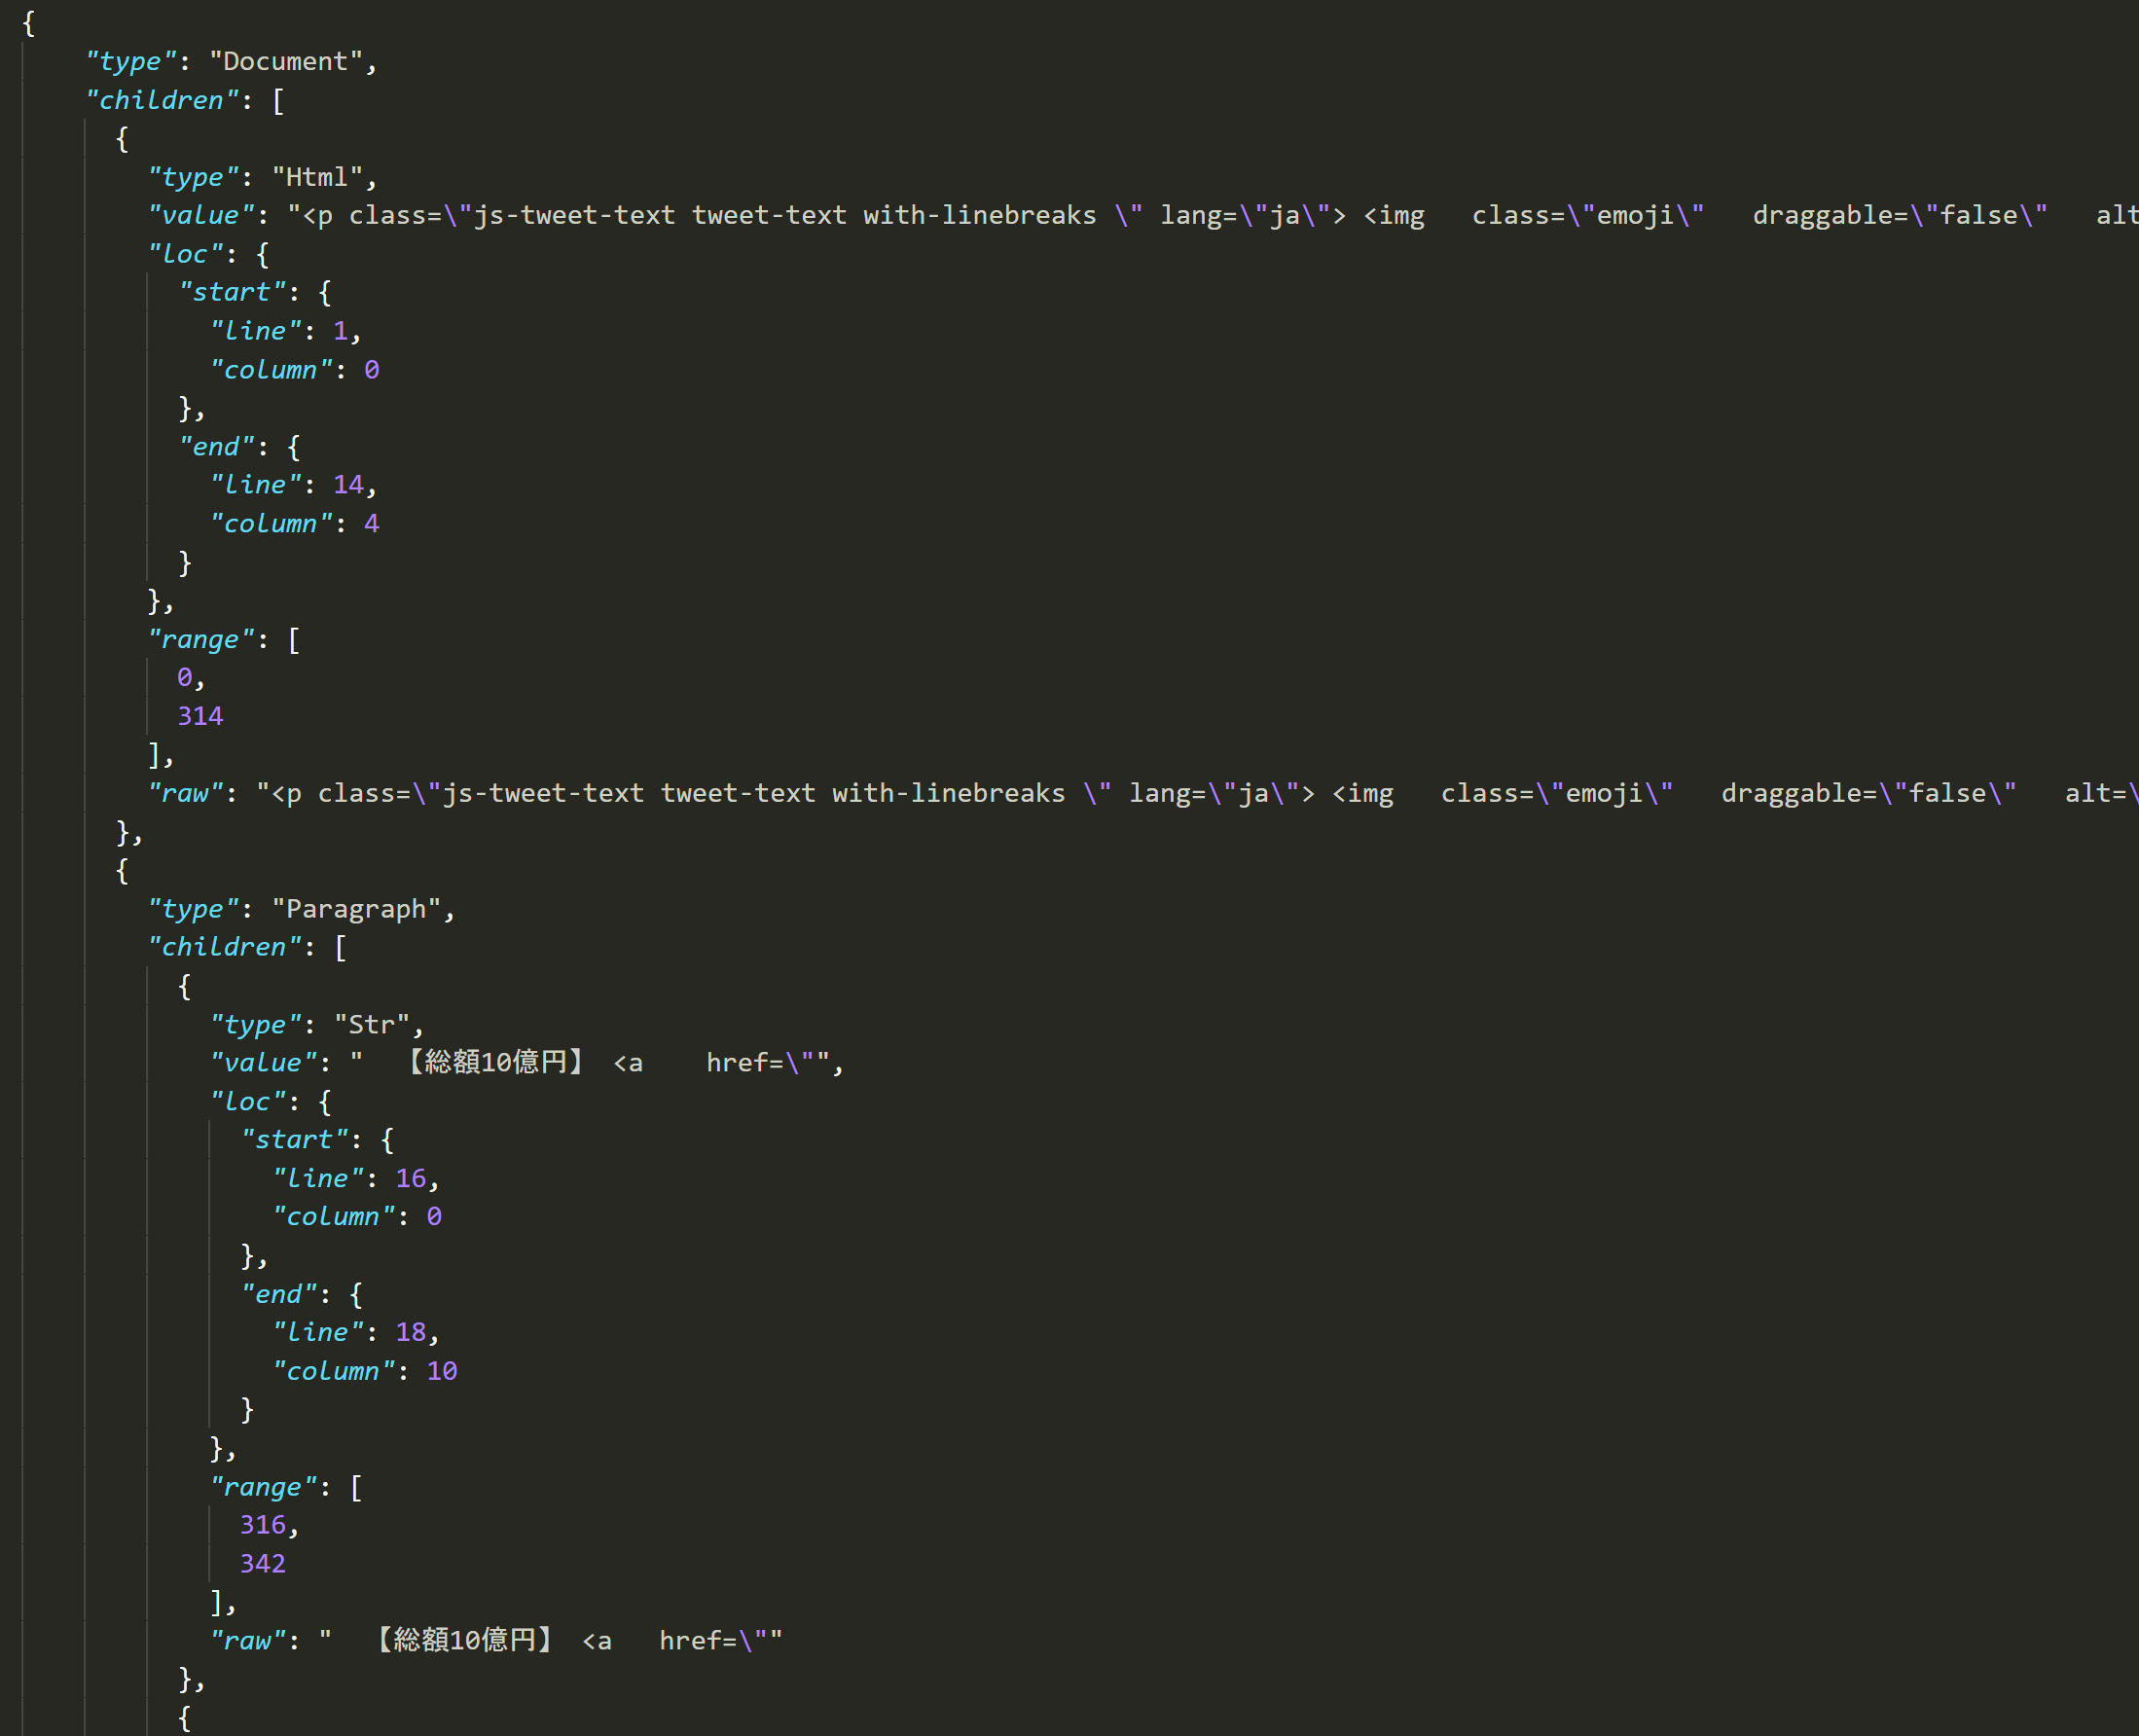 {
"type": "Document",
"children": [
{
"type": "Html",
"value": "<p class=\"js-tweet-text tweet-text with-linebreaks \" lang=\"ja\"> <img   class=\"emoji\"   draggable=\"false\"   alt
"loc": {
"start": {
"line": 1,
"column": 0
},
"end": {
"line": 14,
"column": 4
}
},
"range": [
0,
314
],
"raw": "<p class=\"js-tweet-text tweet-text with-linebreaks \" lang=\"ja\"> <img   class=\"emoji\"   draggable=\"false\"   alt=\
},
{
"type": "Paragraph",
"children": [
{
"type": "Str",
"value": "  【総額10億円】 <a    href=\"",
"loc": {
"start": {
"line": 16,
"column": 0
},
"end": {
"line": 18,
"column": 10
}
},
"range": [
316,
342
],
"raw": "  【総額10億円】 <a   href=\""
},
{